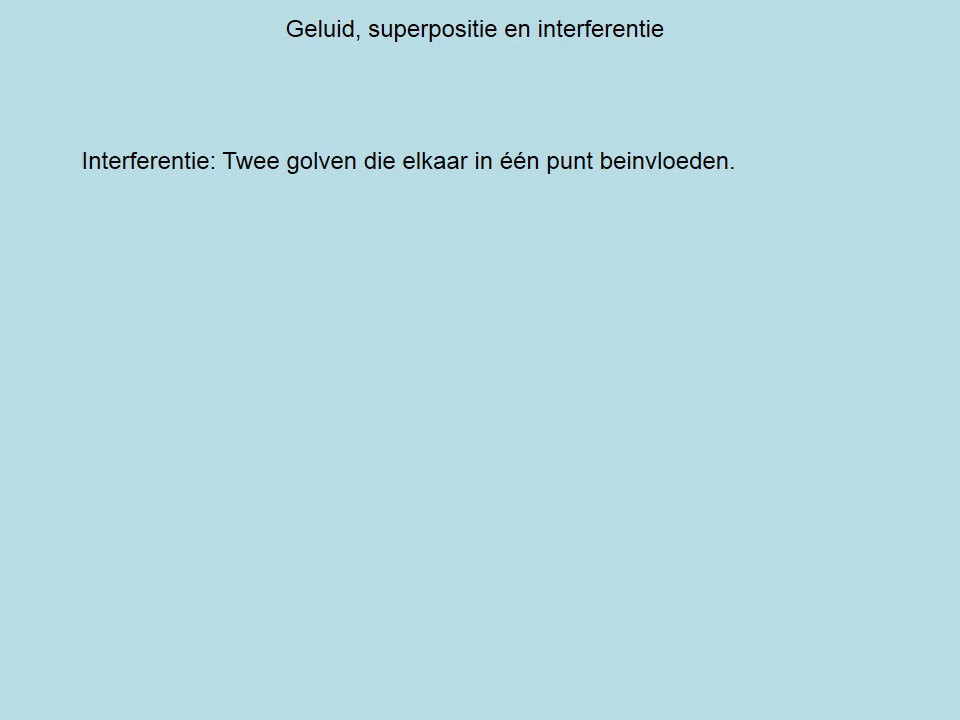 Geluid, superpositie en interferentie
Interferentie: Twee golven die elkaar in één punt beinvloeden.